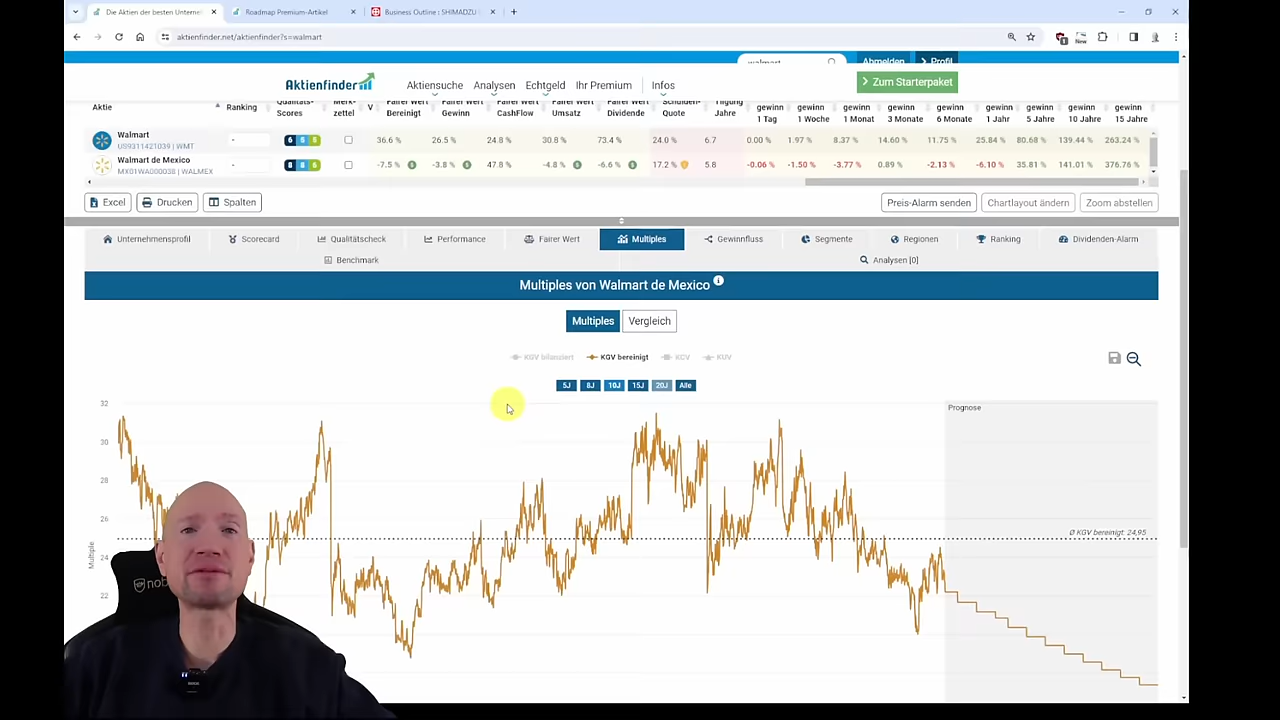 Die Aktien der besten Unterne
Roadmap Premium-Artikel
Business Outline : SHIMADZU
aktienfinder.net/aktienfinder?s=walmart
New
walmart
Abmelden
Profil
Aktienfinder
Aktiensuche
Analysen
Echtgeld
Ihr Premium
Infos
Zum Starterpaket
Aktie
Ranking
Qualitäts-Scores
Merk-zettel
V
Fairer Wert Bereinigt
Fairer Wert Gewinn
Fairer Wert CashFlow
Fairer Wert Umsatz
Fairer Wert Dividende
Schulden-Quote
Tilgung Jahre
gewinn 1 Tag
gewinn 1 Woche
gewinn 1 Monat
gewinn 3 Monate
gewinn 6 Monate
gewinn 1 Jahr
gewinn 5 Jahre
gewinn 10 Jahre
gewinn 15 Jahre
Walmart
US9311421039 | WMT
- 36.6 % 26.5 % 24.8 % 30.8 % 73.4 % 24.0 % 6.7 0.00 % 1.97 % 8.37 % 14.60 % 11.75 % 25.84 % 80.68 % 139.44 % 263.24 %
Walmart de Mexico
MX01WA000038 | WALMEX
- -7.5 % -3.8 % 47.8 % -4.8 % -6.6 % 17.2 % 5.8 -0.06 % -1.50 % -3.77 % 0.89 % -2.13 % -6.10 % 35.81 % 141.01 % 376.76 %
Excel
Drucken
Spalten
Preis-Alarm senden
Chartlayout ändern
Zoom abstellen
Unternehmensprofil
Scorecard
Qualitätscheck
Performance
Fairer Wert
Multiples
Gewinnfluss
Segmente
Regionen
Ranking
Dividenden-Alarm
Benchmark
Analysen [0]
Multiples von Walmart de Mexico
Multiples
Vergleich
KGV bilanziert
KGV bereinigt
KCV
KUV
5J
8J
10J
15J
20J
Alle
32
Prognose
30
28
26
Ø KGV bereinigt: 24,95
24
22
Multiple